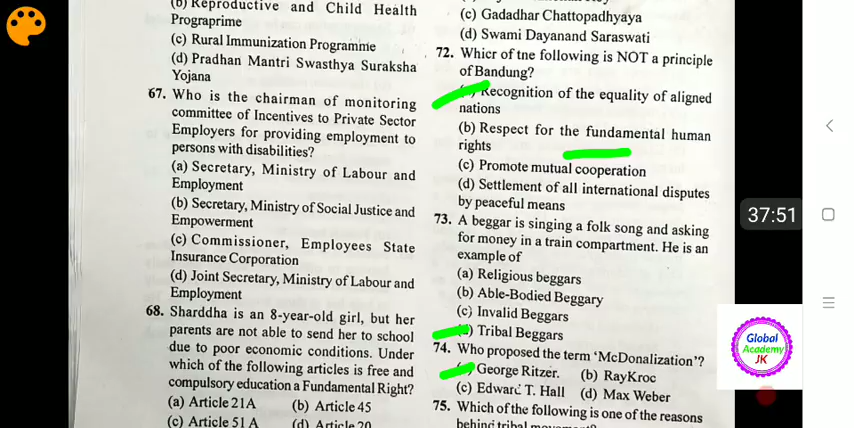 (b) Reproductive and Child Health
Prograprime
(c) Rural Immunization Programme
(d) Pradhan Mantri Swasthya Suraksha
Yojana
67. Who is the chairman of monitoring
committee of Incentives to Private Sector
Employers for providing employment to
persons with disabilities?
(a) Secretary, Ministry of Labour and
Employment
(b) Secretary, Ministry of Social Justice and
Empowerment
(c) Commissioner, Employees State
Insurance Corporation
(d) Joint Secretary, Ministry of Labour and
Employment
68. Sharddha is an 8-year-old girl, but her
parents are not able to send her to school
due to poor economic conditions. Under
which of the following articles is free and
compulsory education a Fundamental Right?
(a) Article 21A (b) Article 45
(c) Article 51 A (d) Article 20
(c) Gadadhar Chattopadhyaya
(d) Swami Dayanand Saraswati
72. Which of the following is NOT a principle
of Bandung?
Recognition of the equality of aligned
nations
(b) Respect for the fundamental human
rights
(c) Promote mutual cooperation
(d) Settlement of all international disputes
by peaceful means
73. A beggar is singing a folk song and asking
for money in a train compartment. He is an
example of
(a) Religious beggars
(b) Able-Bodied Beggary
(c) Invalid Beggars
Tribal Beggars
74. Who proposed the term ‘McDonalization’?
George Ritzer. (b) RayKroc
(c) Edward T. Hall (d) Max Weber
75. Which of the following is one of the reasons
behind tribal
37:51
Global
Academy
JK